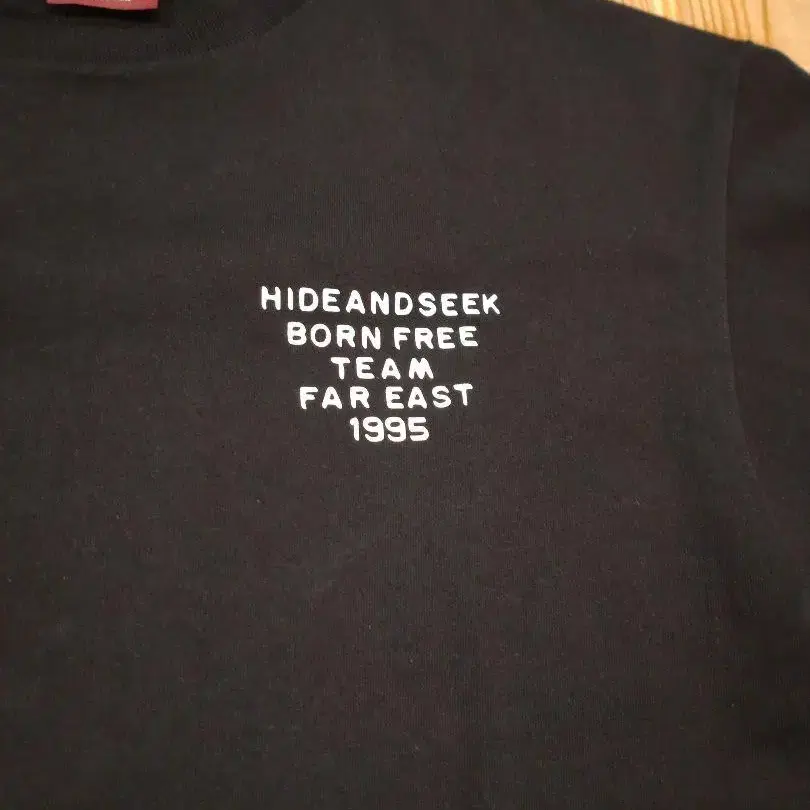 HIDEANDSEEK
BORN FREE
TEAM
FAR EAST
1995